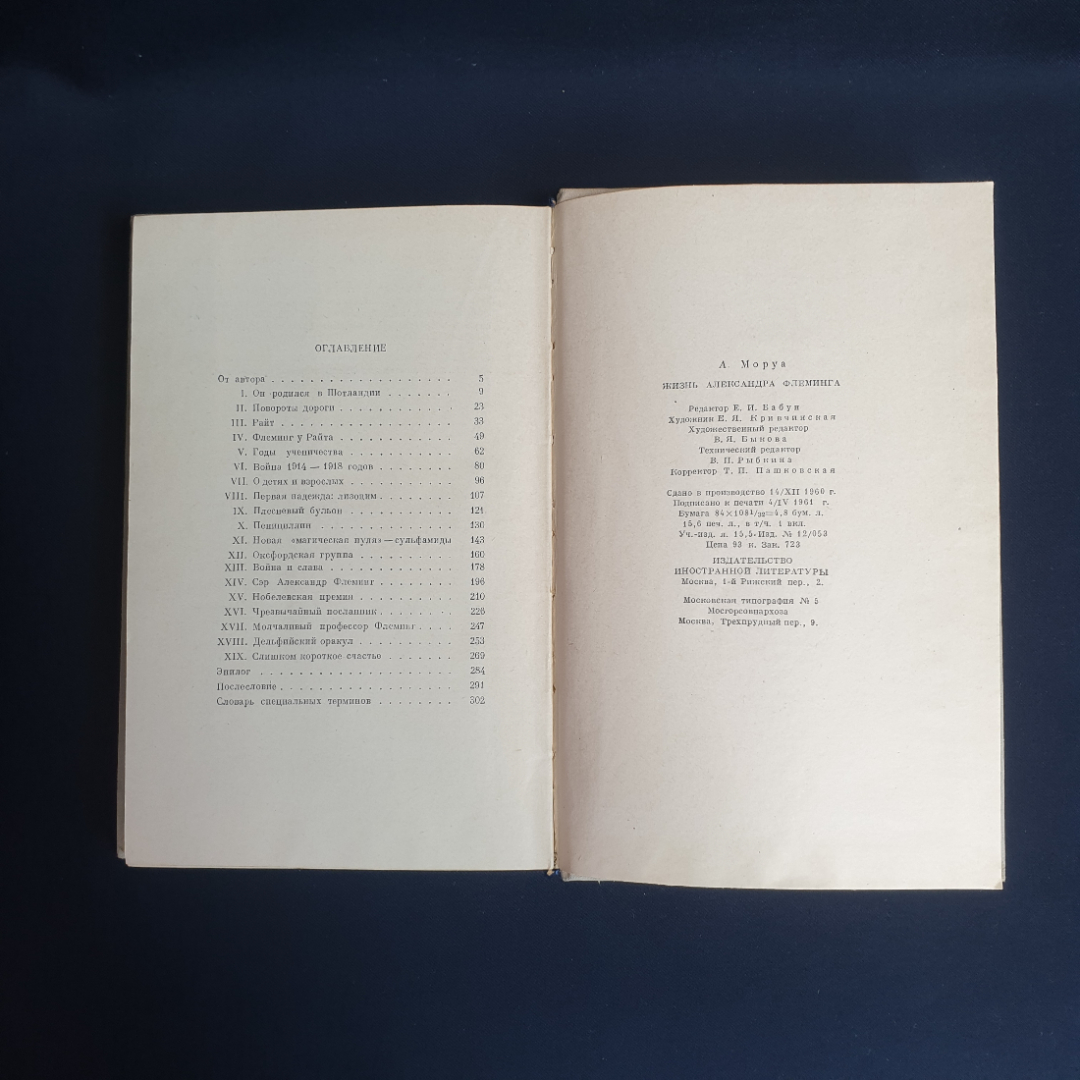 ОГЛАВЛЕНИЕ
От автора . . . . . . . . . . . . . . . . . . . 5
I. Он родился в Шотландии . . . . . . . 9
II. Повороты дороги . . . . . . . . . . . . 23
III. Райт . . . . . . . . . . . . . . . . . . 33
IV. Флеминг у Райта . . . . . . . . . . . . 49
V. Годы ученичества . . . . . . . . . . . 62
VI. Война 1914 — 1918 годов . . . . . . . . 80
VII. О детях и взрослых . . . . . . . . . . . 96
VIII. Первая надежда: лизоцим . . . . . . . . 107
IX. Плесневый бульон . . . . . . . . . . . 121
X. Пенициллин . . . . . . . . . . . . . . 130
XI. Новая «магическая пуля» — сульфамиды 143
XII. Оксфордская группа . . . . . . . . . . 160
XIII. Война и слава . . . . . . . . . . . . . 178
XIV. Сэр Александр Флеминг . . . . . . . . 196
XV. Нобелевская премия . . . . . . . . . . 210
XVI. Чрезвычайный посланник . . . . . . . . 226
XVII. Молчаливый профессор Флеминг . . . . 247
XVIII. Дельфийский оракул . . . . . . . . . . 253
XIX. Слишком короткое счастье . . . . . . . 269
Эпилог . . . . . . . . . . . . . . . . . . . . 284
Послесловие . . . . . . . . . . . . . . . . . . 291
Словарь специальных терминов . . . . . . . . 302
А. Моруа
ЖИЗНЬ АЛЕКСАНДРА ФЛЕМИНГА
Редактор Е. И. Бабун
Художник Е. Я. Кривчинская
Художественный редактор
В. Я. Быкова
Технический редактор
В. П. Рыбкина
Корректор Т. П. Пашковская
Сдано в производство 14/XII 1960 г.
Подписано к печати 4/IV 1961 г.
Бумага 84×108 1/32=4,8 бум. л.
15,6 печ. л., в т/ч. 1 вкл.
Уч.-изд. л. 15,5. Изд. № 12/053
Цена 93 к. Зак. 723
ИЗДАТЕЛЬСТВО
ИНОСТРАННОЙ ЛИТЕРАТУРЫ
Москва, 1-й Рижский пер., 2.
Московская типография № 5
Мосгорсовнархоза
Москва, Трехпрудный пер., 9.